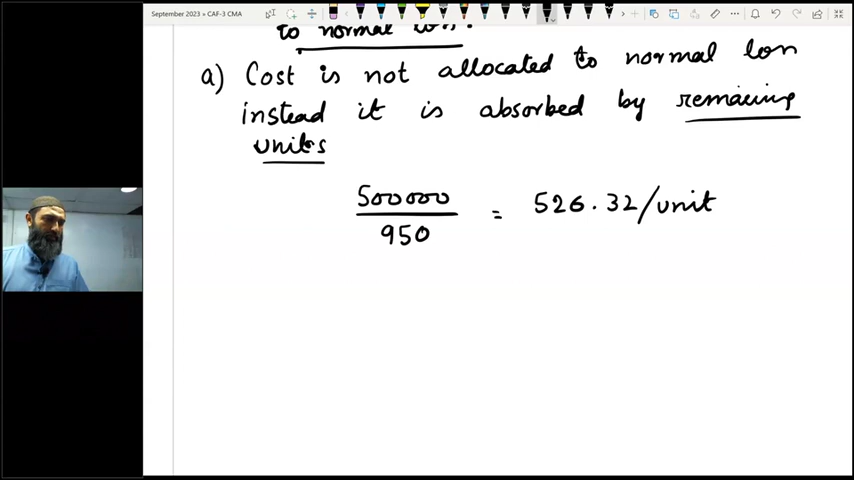 September 2023 » CAF-3 CMA
to normal loss.
a) Cost is not allocated to normal loss
instead it is absorbed by remaining
units
500000
950
= 526.32/unit